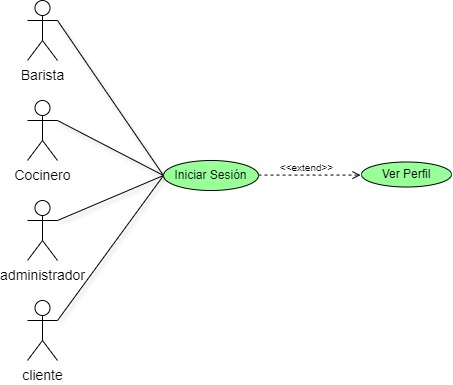 Barista
Cocinero
Iniciar Sesión
<<extend>>
Ver Perfil
administrador
cliente